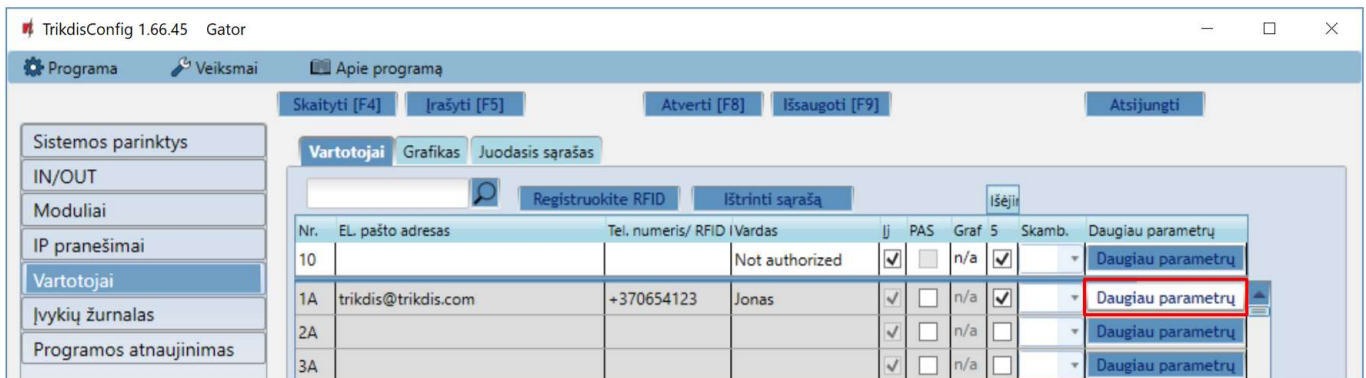 TrikdisConfig 1.66.45 Gator
Programa Veiksmai Apie programą
Skaityti [F4] Įrašyti [F5] Atverti [F8] Išsaugoti [F9] Atsijungti
Sistemos parinktys
IN/OUT
Moduliai
IP pranešimai
Vartotojai
Įvykių žurnalas
Programos atnaujinimas
Vartotojai Grafikas Juodasis sąrašas
Registruokite RFID Ištrinti sąrašą Išėjir
Nr. EL. pašto adresas Tel. numeris/ RFID I Vardas Įj PAS Graf 5 Skamb. Daugiau parametrų
10 Not authorized n/a Daugiau parametrų
1A trikdis@trikdis.com +370654123 Jonas n/a Daugiau parametrų
2A n/a Daugiau parametrų
3A n/a Daugiau parametrų